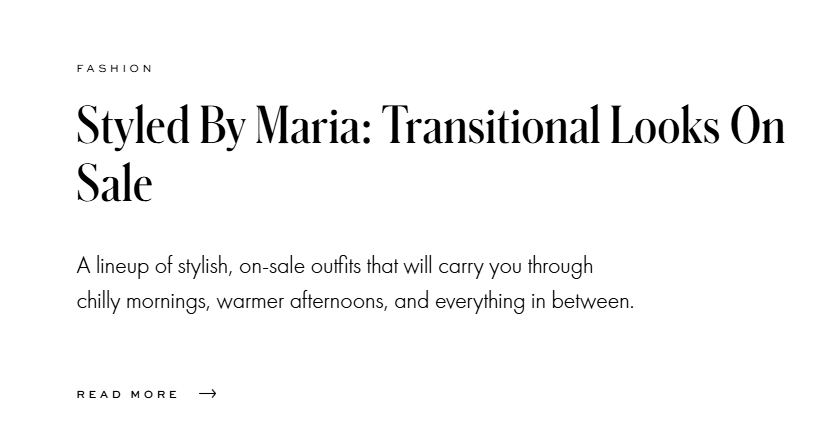 FASHION
Styled By Maria: Transitional Looks On
Sale
A lineup of stylish, on-sale outfits that will carry you through
chilly mornings, warmer afternoons, and everything in between.
READ MORE →